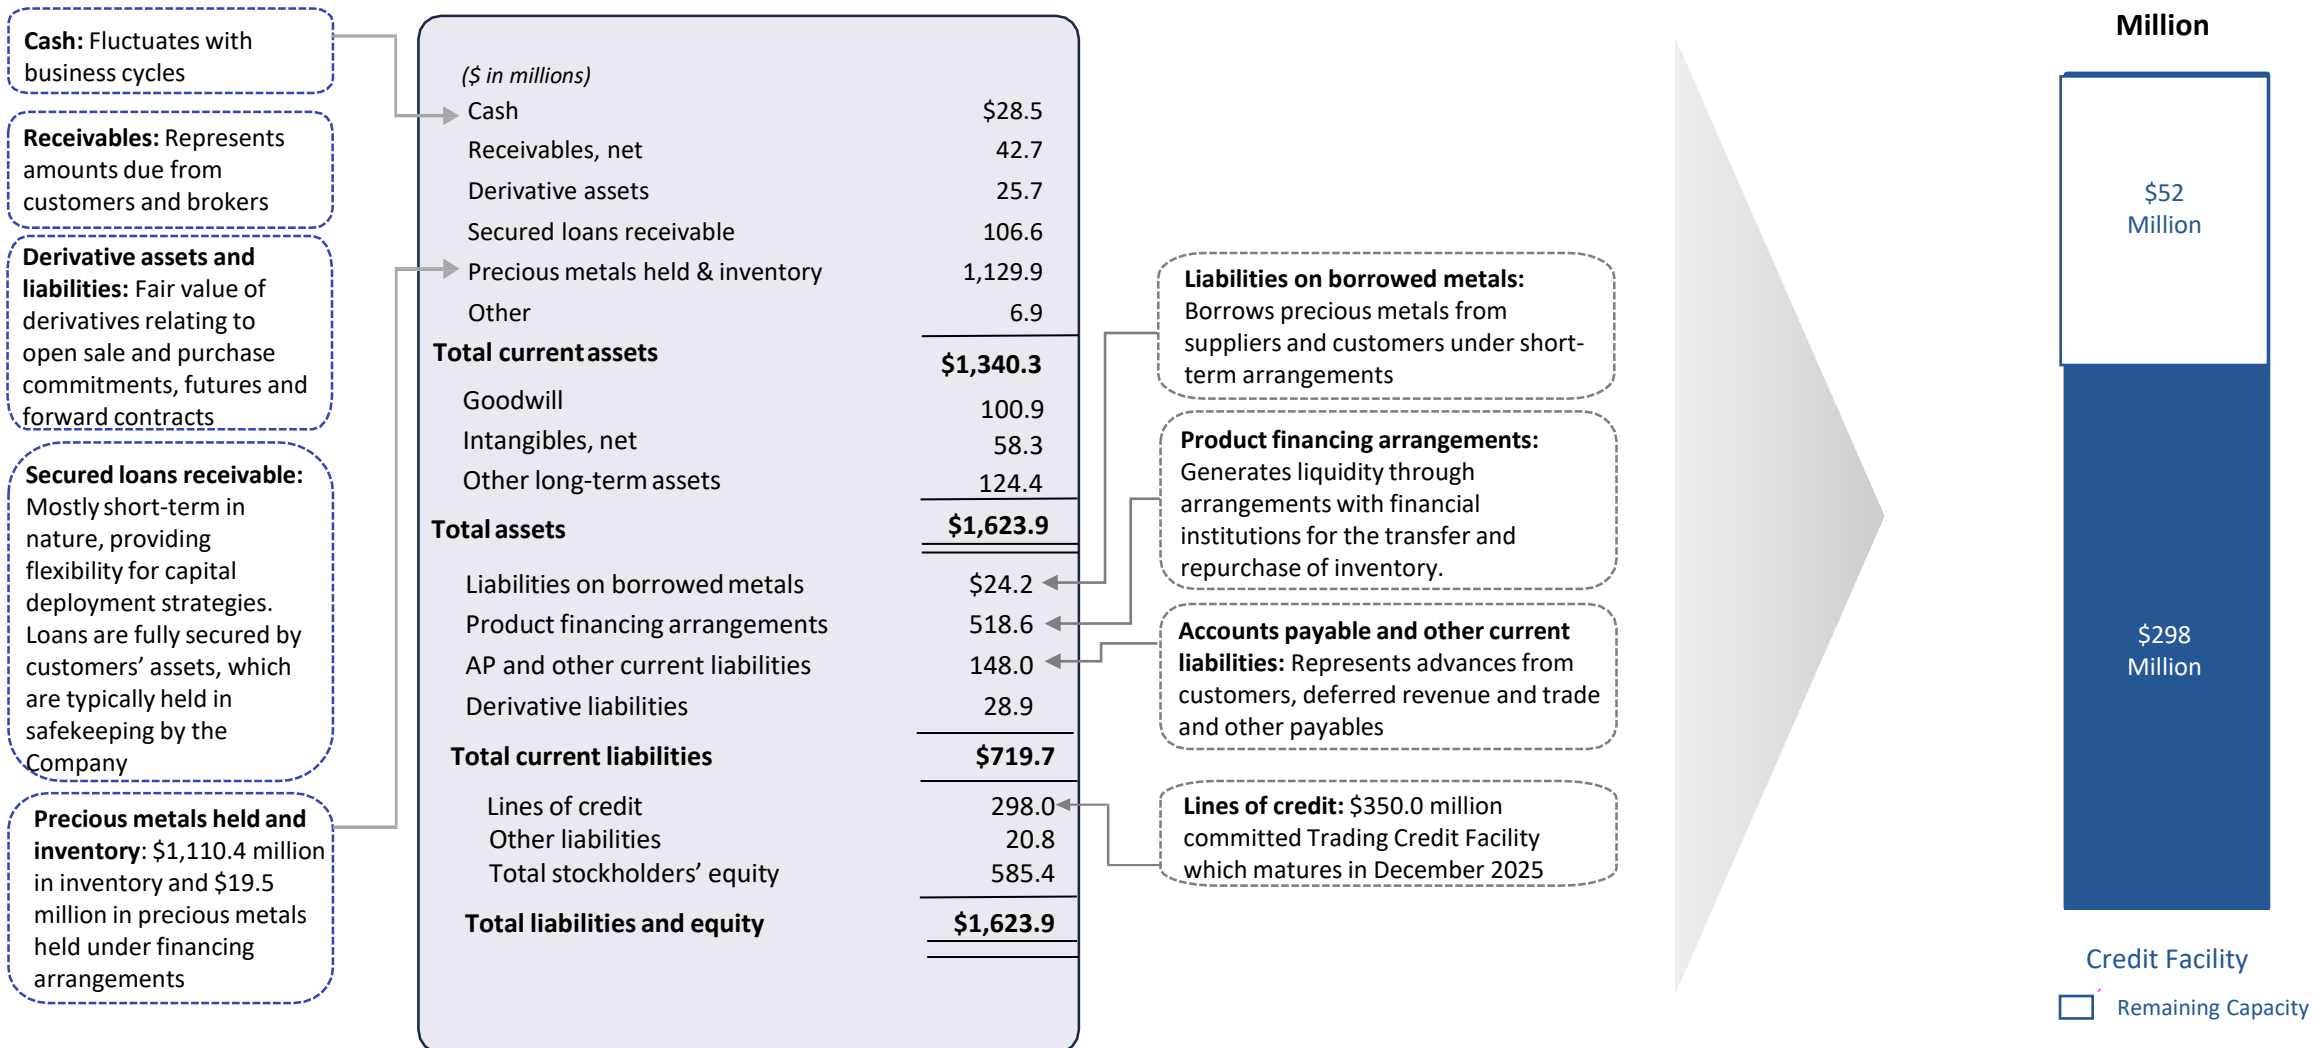 Cash: Fluctuates with
business cycles
Receivables: Represents
amounts due from
customers and brokers
Derivative assets and
liabilities: Fair value of
derivatives relating to
open sale and purchase
commitments, futures and
forward contracts
Secured loans receivable:
Mostly short-term in
nature, providing
flexibility for capital
deployment strategies.
Loans are fully secured by
customers’ assets, which
are typically held in
safekeeping by the
Company
Precious metals held and
inventory: $1,110.4 million
in inventory and $19.5
million in precious metals
held under financing
arrangements
($ in millions)
Cash $28.5
Receivables, net 42.7
Derivative assets 25.7
Secured loans receivable 106.6
Precious metals held & inventory 1,129.9
Other 6.9
Total current assets $1,340.3
Goodwill 100.9
Intangibles, net 58.3
Other long-term assets 124.4
Total assets $1,623.9
Liabilities on borrowed metals $24.2
Product financing arrangements 518.6
AP and other current liabilities 148.0
Derivative liabilities 28.9
Total current liabilities $719.7
Lines of credit 298.0
Other liabilities 20.8
Total stockholders’ equity 585.4
Total liabilities and equity $1,623.9
Liabilities on borrowed metals:
Borrows precious metals from
suppliers and customers under short-
term arrangements
Product financing arrangements:
Generates liquidity through
arrangements with financial
institutions for the transfer and
repurchase of inventory.
Accounts payable and other current
liabilities: Represents advances from
customers, deferred revenue and trade
and other payables
Lines of credit: $350.0 million
committed Trading Credit Facility
which matures in December 2025
Million
$52
Million
$298
Million
Credit Facility
Remaining Capacity